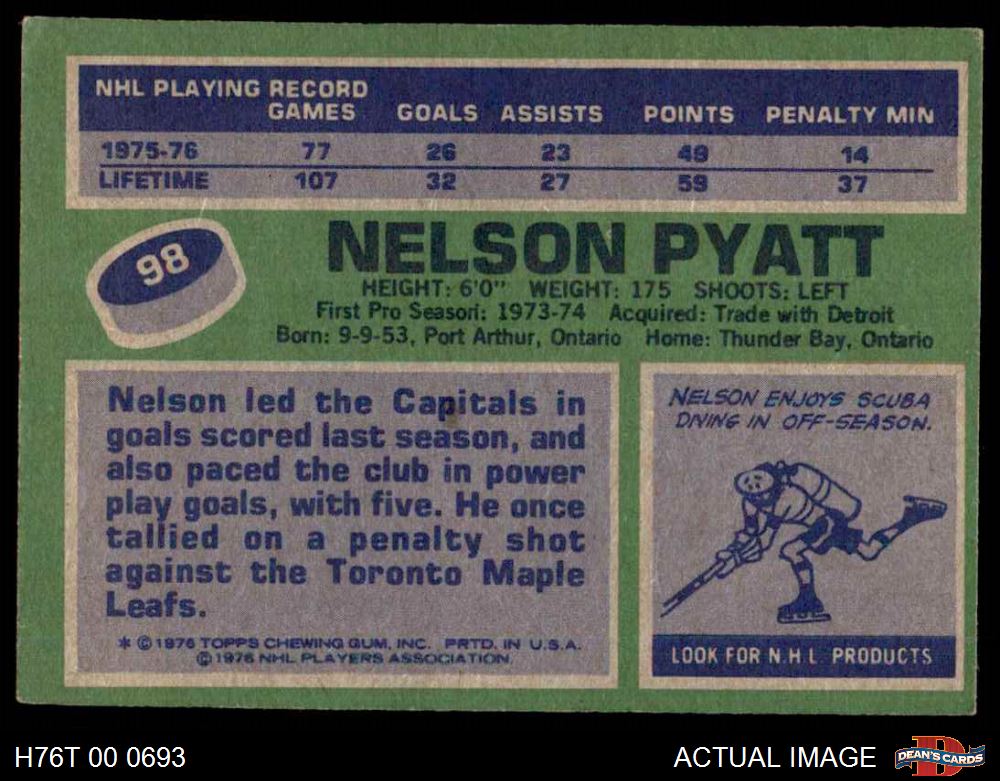 NHL PLAYING RECORD
GAMES GOALS ASSISTS POINTS PENALTY MIN
1975-76 77 26 23 49 14
LIFETIME 107 32 27 59 37
98
NELSON PYATT
HEIGHT: 6'0" WEIGHT: 175 SHOOTS: LEFT
First Pro Season: 1973-74 Acquired: Trade with Detroit
Born: 9-9-53, Port Arthur, Ontario Home: Thunder Bay, Ontario
Nelson led the Capitals in
goals scored last season, and
also paced the club in power
play goals, with five. He once
tallied on a penalty shot
against the Toronto Maple
Leafs.
* © 1976 TOPPS CHEWING GUM, INC. PRTD. IN U.S.A.
© 1976 NHL PLAYERS ASSOCIATION
NELSON ENJOYS SCUBA
DIVING IN OFF-SEASON.
LOOK FOR N.H.L PRODUCTS
H76T 00 0693
ACTUAL IMAGE
D
DEAN'S CARDS